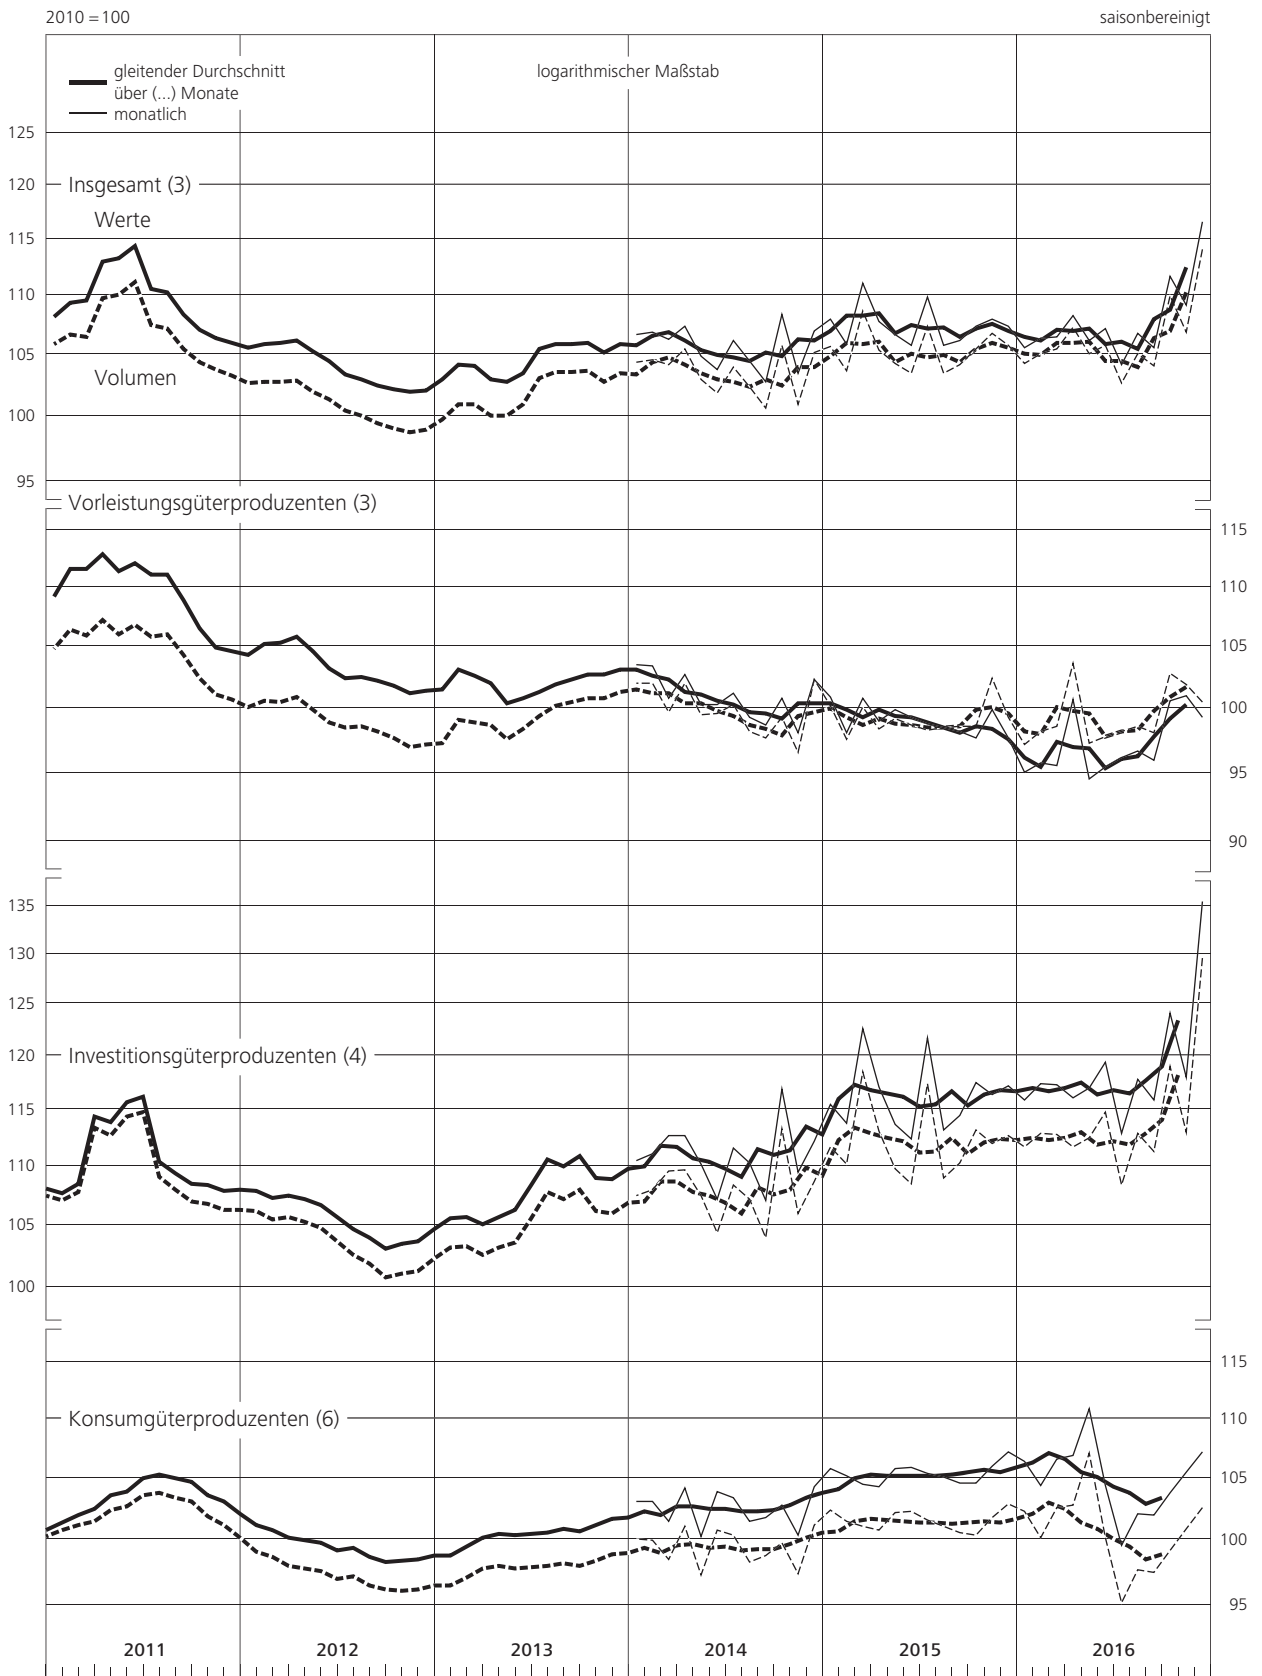 2010 = 100
saisonbereinigt
gleitender Durchschnitt
über (...) Monate
monatlich
logarithmischer Maßstab
125
120
Insgesamt (3)
Werte
115
110
105
Volumen
100
95
Vorleistungsgüterproduzenten (3)
115
110
105
100
95
90
135
130
125
120
Investitionsgüterproduzenten (4)
115
110
105
100
115
Konsumgüterproduzenten (6)
110
105
100
95
2011 2012 2013 2014 2015 2016